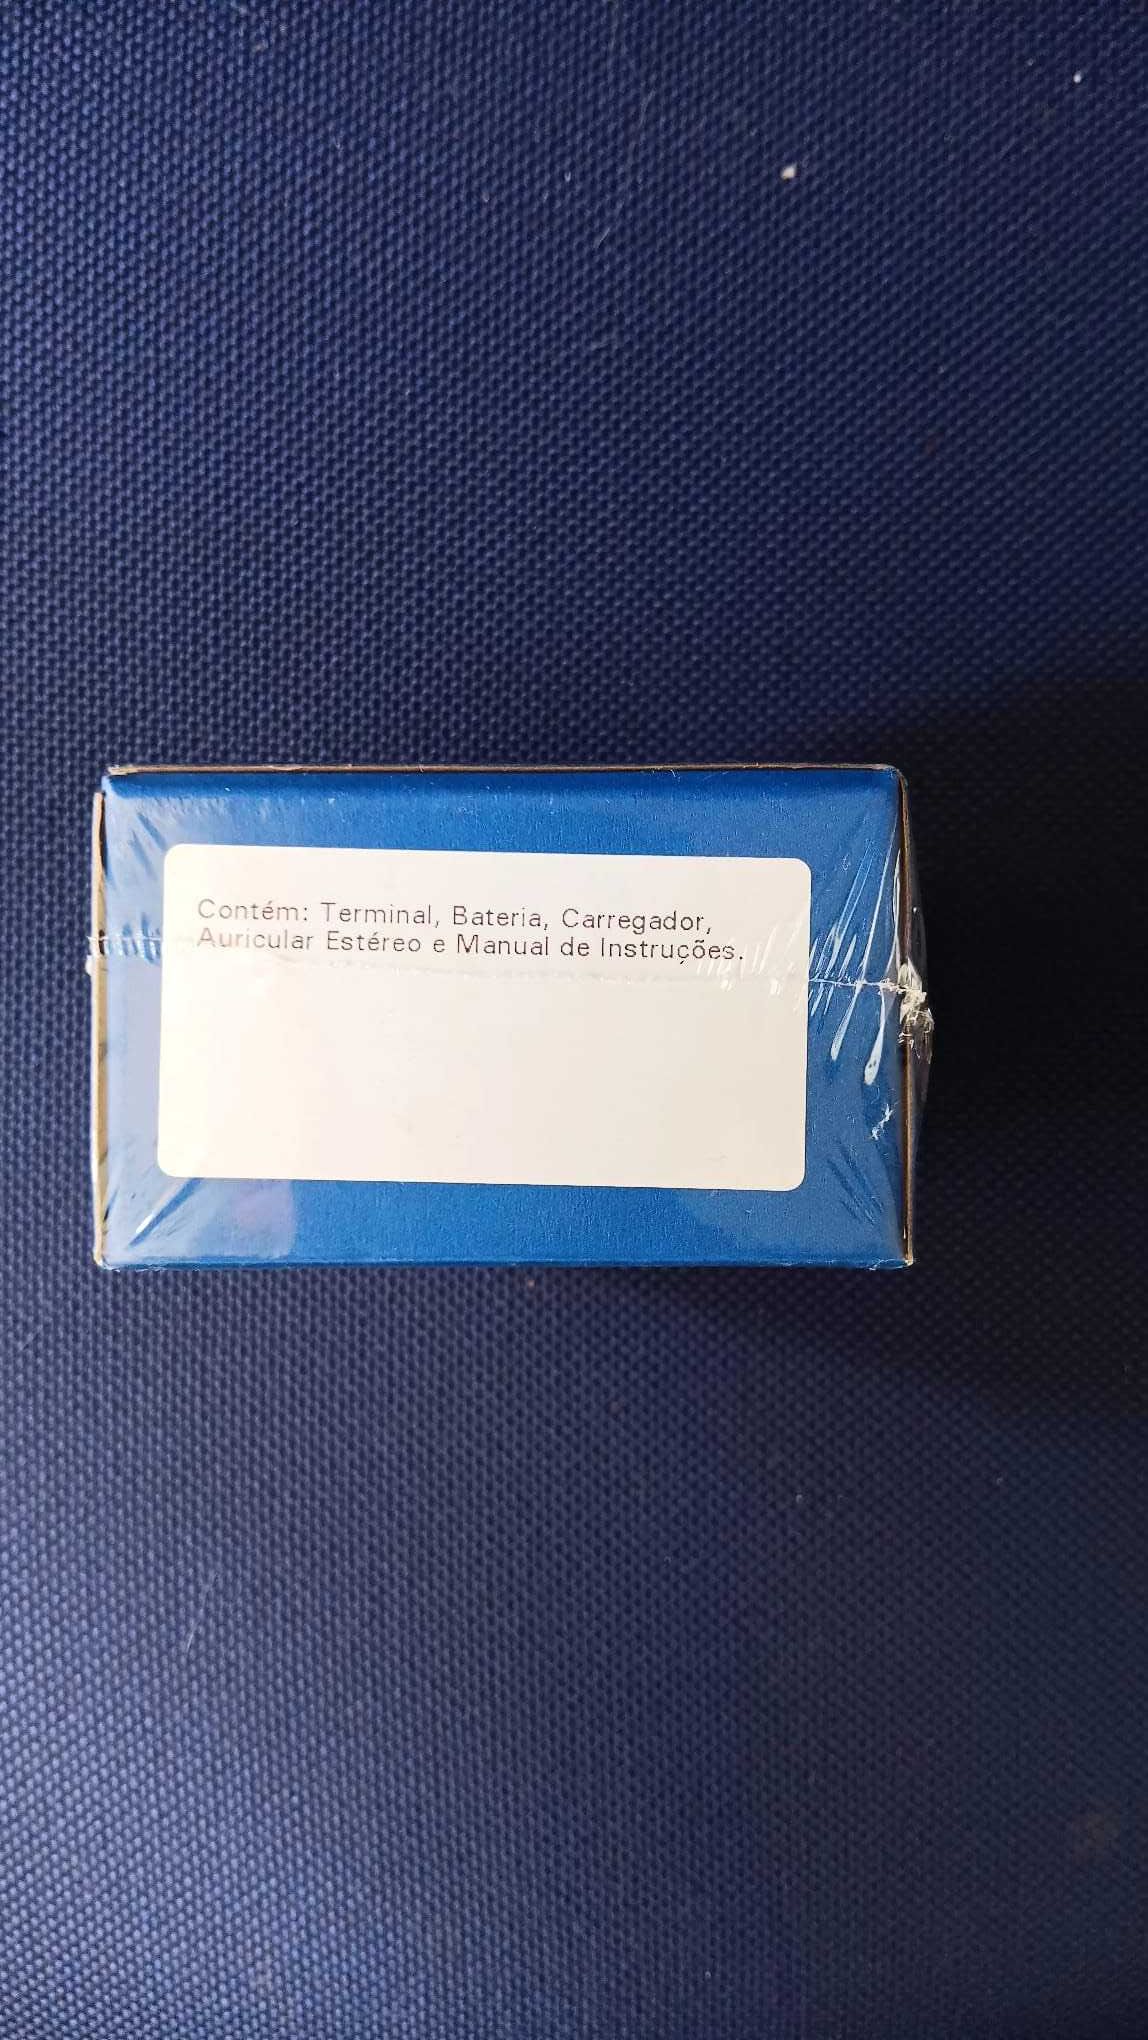 Contém: Terminal, Bateria, Carregador,
Auricular Estéreo e Manual de Instruções.